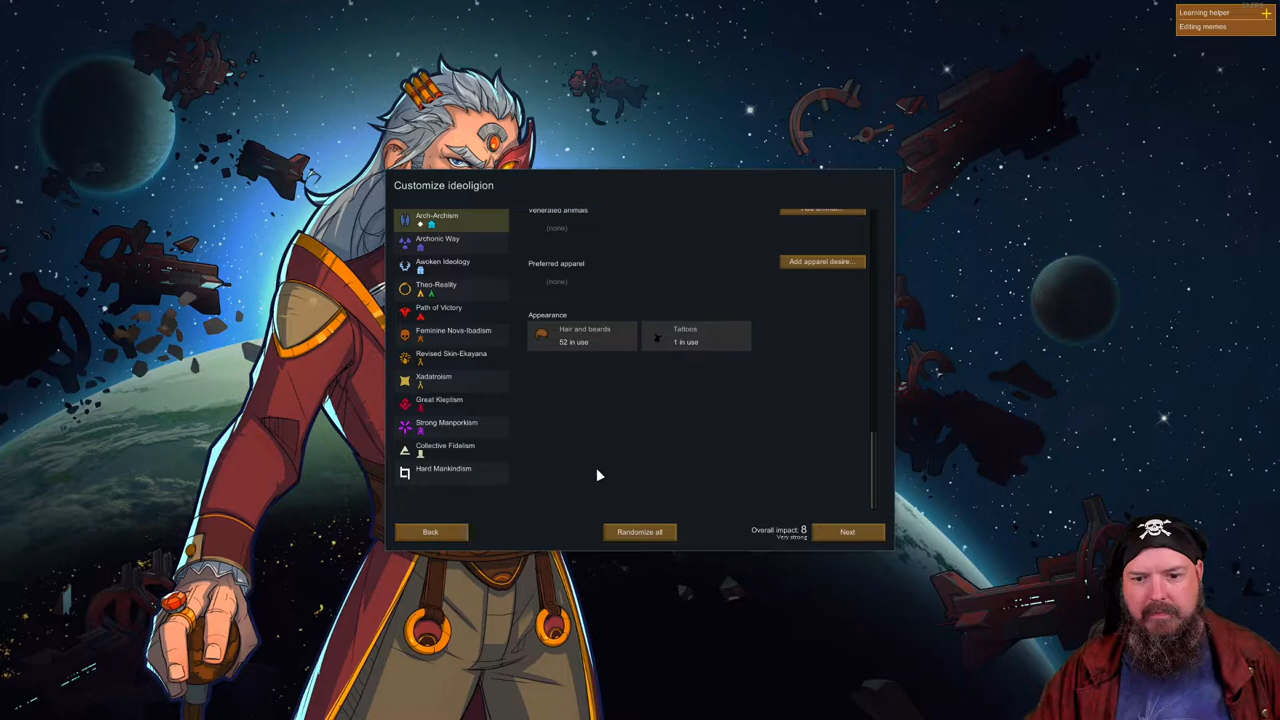 Learning helper
Editing memes
Customize ideoligion
Arch-Archism
Archonic Way
Awoken Ideology
Theo-Reality
Path of Victory
Feminine Nova-Ibadism
Revised Skin-Ekayana
Xadatroism
Great Kleptism
Strong Manporkism
Collective Fidelism
Hard Mankindism
Venerated animals
(none)
Preferred apparel
Add apparel desire...
(none)
Appearance
Hair and beards
52 in use
Tattoos
1 in use
Back
Randomize all
Overall impact: 8
Very strong
Next